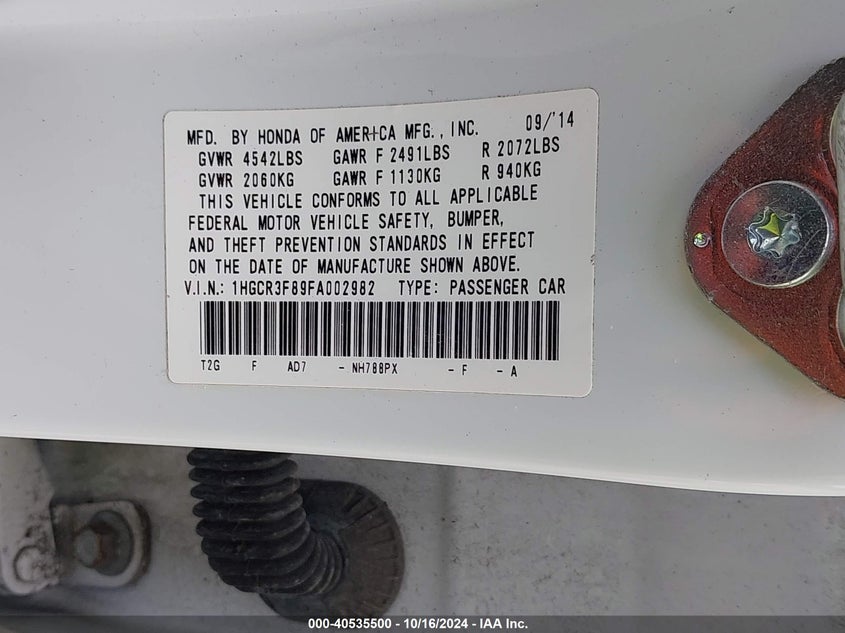 MFD. BY HONDA OF AMERICA MFG., INC. 09/'14
GVWR 4542LBS GAWR F 2491LBS R 2072LBS
GVWR 2060KG GAWR F 1130KG R 940KG
THIS VEHICLE CONFORMS TO ALL APPLICABLE
FEDERAL MOTOR VEHICLE SAFETY, BUMPER,
AND THEFT PREVENTION STANDARDS IN EFFECT
ON THE DATE OF MANUFACTURE SHOWN ABOVE.
V.I.N.: 1HGCR3F89FA002982 TYPE: PASSENGER CAR
T2G F AD7 - NH788PX - F - A
000-40535500 - 10/16/2024 - IAA Inc.